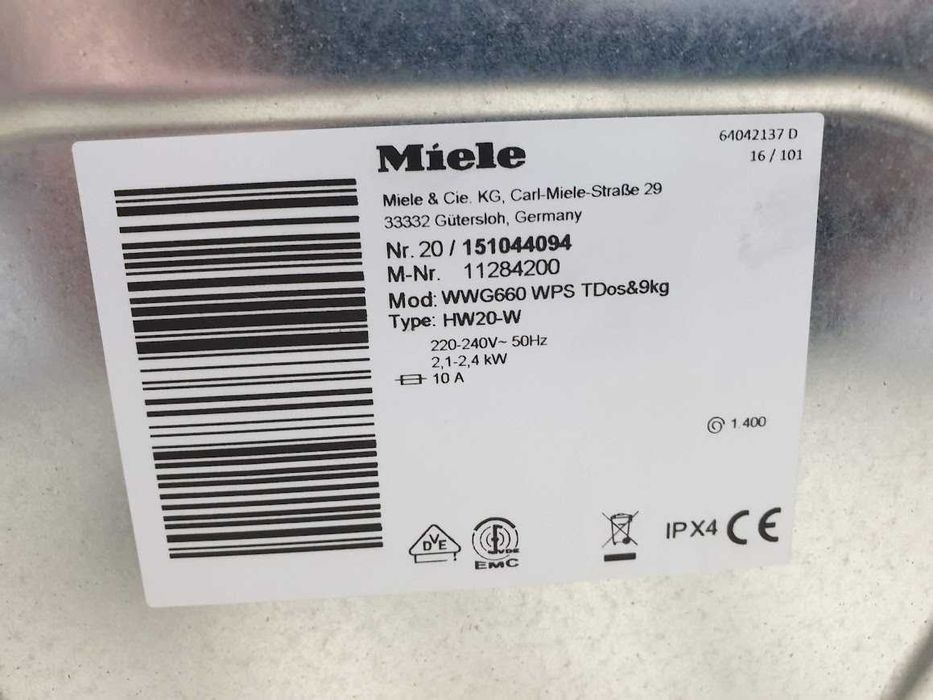 Miele
64042137 D
16 / 101
Miele & Cie. KG, Carl-Miele-Straße 29
33332 Gütersloh, Germany
Nr. 20 / 151044094
M-Nr. 11284200
Mod: WWG660 WPS TDos&9kg
Type: HW20-W
220-240V~ 50Hz
2,1-2,4 kW
10 A
1.400
DVE
VDE
EMC
IPX4 CE